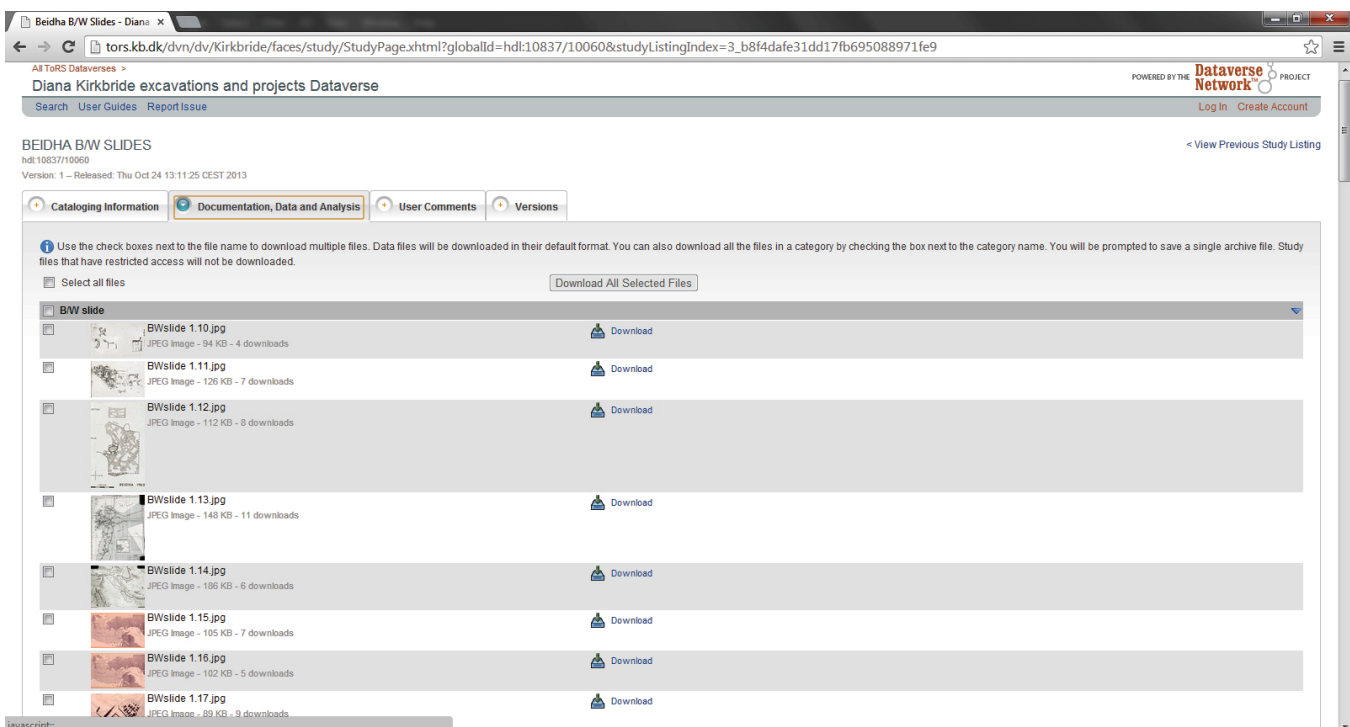 Beidha B/W Slides - Diana
tors.kb.dk/dvn/dv/Kirkbride/faces/study/StudyPage.xhtml?globalId=hdl:10837/10060&studyListingIndex=3_b8f4dafe31dd17fb695088971fe9
All ToRS Dataverses >
Diana Kirkbride excavations and projects Dataverse
POWERED BY THE Dataverse Network™ PROJECT
Search User Guides Report Issue
Log In Create Account
BEIDHA B/W SLIDES
< View Previous Study Listing
hdl:10837/10060
Version: 1 – Released: Thu Oct 24 13:11:25 CEST 2013
Cataloging Information Documentation, Data and Analysis User Comments Versions
Use the check boxes next to the file name to download multiple files. Data files will be downloaded in their default format. You can also download all the files in a category by checking the box next to the category name. You will be prompted to save a single archive file. Study
files that have restricted access will not be downloaded.
Select all files Download All Selected Files
B/W slide
BWslide 1.10.jpg Download
JPEG Image - 94 KB - 4 downloads
BWslide 1.11.jpg Download
JPEG Image - 126 KB - 7 downloads
BWslide 1.12.jpg Download
JPEG Image - 112 KB - 8 downloads
BWslide 1.13.jpg Download
JPEG Image - 148 KB - 11 downloads
BWslide 1.14.jpg Download
JPEG Image - 186 KB - 6 downloads
BWslide 1.15.jpg Download
JPEG Image - 105 KB - 7 downloads
BWslide 1.16.jpg Download
JPEG Image - 102 KB - 5 downloads
BWslide 1.17.jpg Download
JPEG Image - 89 KB - 9 downloads
javascript:;